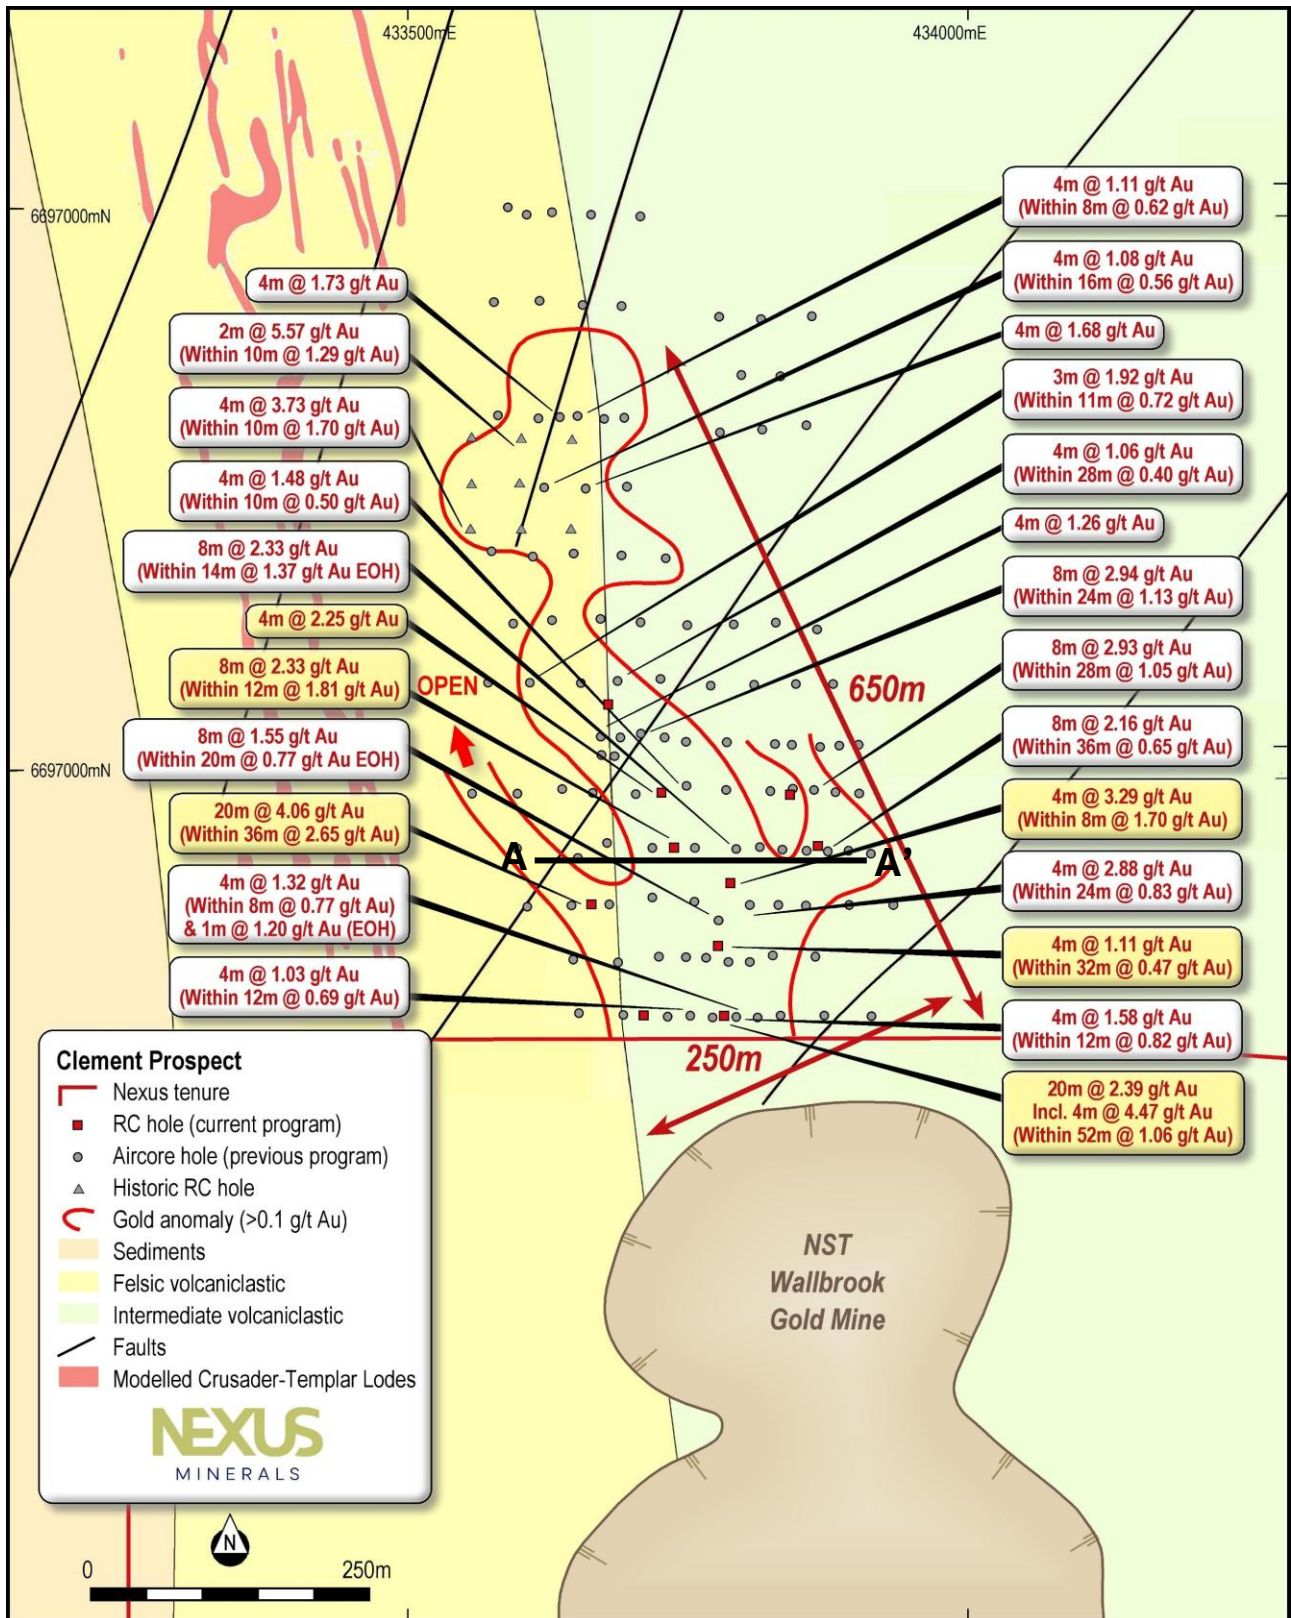 433500mE
434000mE
6697000mN
6697000mN
4m @ 1.73 g/t Au
2m @ 5.57 g/t Au
(Within 10m @ 1.29 g/t Au)
4m @ 3.73 g/t Au
(Within 10m @ 1.70 g/t Au)
4m @ 1.48 g/t Au
(Within 10m @ 0.50 g/t Au)
8m @ 2.33 g/t Au
(Within 14m @ 1.37 g/t Au EOH)
4m @ 2.25 g/t Au
8m @ 2.33 g/t Au
(Within 12m @ 1.81 g/t Au)
8m @ 1.55 g/t Au
(Within 20m @ 0.77 g/t Au EOH)
20m @ 4.06 g/t Au
(Within 36m @ 2.65 g/t Au)
4m @ 1.32 g/t Au
(Within 8m @ 0.77 g/t Au)
& 1m @ 1.20 g/t Au (EOH)
4m @ 1.03 g/t Au
(Within 12m @ 0.69 g/t Au)
4m @ 1.11 g/t Au
(Within 8m @ 0.62 g/t Au)
4m @ 1.08 g/t Au
(Within 16m @ 0.56 g/t Au)
4m @ 1.68 g/t Au
3m @ 1.92 g/t Au
(Within 11m @ 0.72 g/t Au)
4m @ 1.06 g/t Au
(Within 28m @ 0.40 g/t Au)
4m @ 1.26 g/t Au
8m @ 2.94 g/t Au
(Within 24m @ 1.13 g/t Au)
8m @ 2.93 g/t Au
(Within 28m @ 1.05 g/t Au)
8m @ 2.16 g/t Au
(Within 36m @ 0.65 g/t Au)
4m @ 3.29 g/t Au
(Within 8m @ 1.70 g/t Au)
4m @ 2.88 g/t Au
(Within 24m @ 0.83 g/t Au)
4m @ 1.11 g/t Au
(Within 32m @ 0.47 g/t Au)
4m @ 1.58 g/t Au
(Within 12m @ 0.82 g/t Au)
20m @ 2.39 g/t Au
Incl. 4m @ 4.47 g/t Au
(Within 52m @ 1.06 g/t Au)
OPEN
650m
A
A'
250m
NST
Wallbrook
Gold Mine
Clement Prospect
Nexus tenure
RC hole (current program)
Aircore hole (previous program)
Historic RC hole
Gold anomaly (>0.1 g/t Au)
Sediments
Felsic volcaniclastic
Intermediate volcaniclastic
Faults
Modelled Crusader-Templar Lodes
NEXUS
MINERALS
N
0
250m